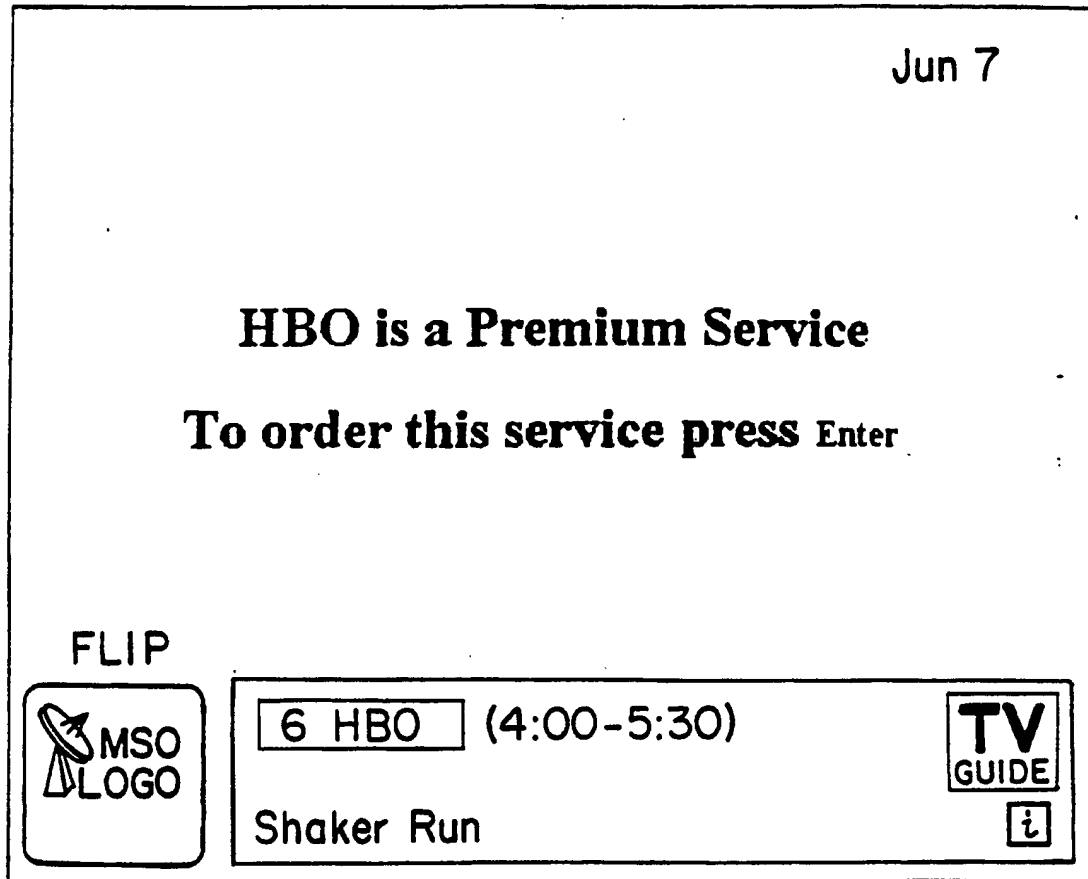 Jun 7
HBO is a Premium Service
To order this service press Enter
FLIP
MSO
LOGO
6 HBO (4:00-5:30)
Shaker Run
TV
GUIDE
i